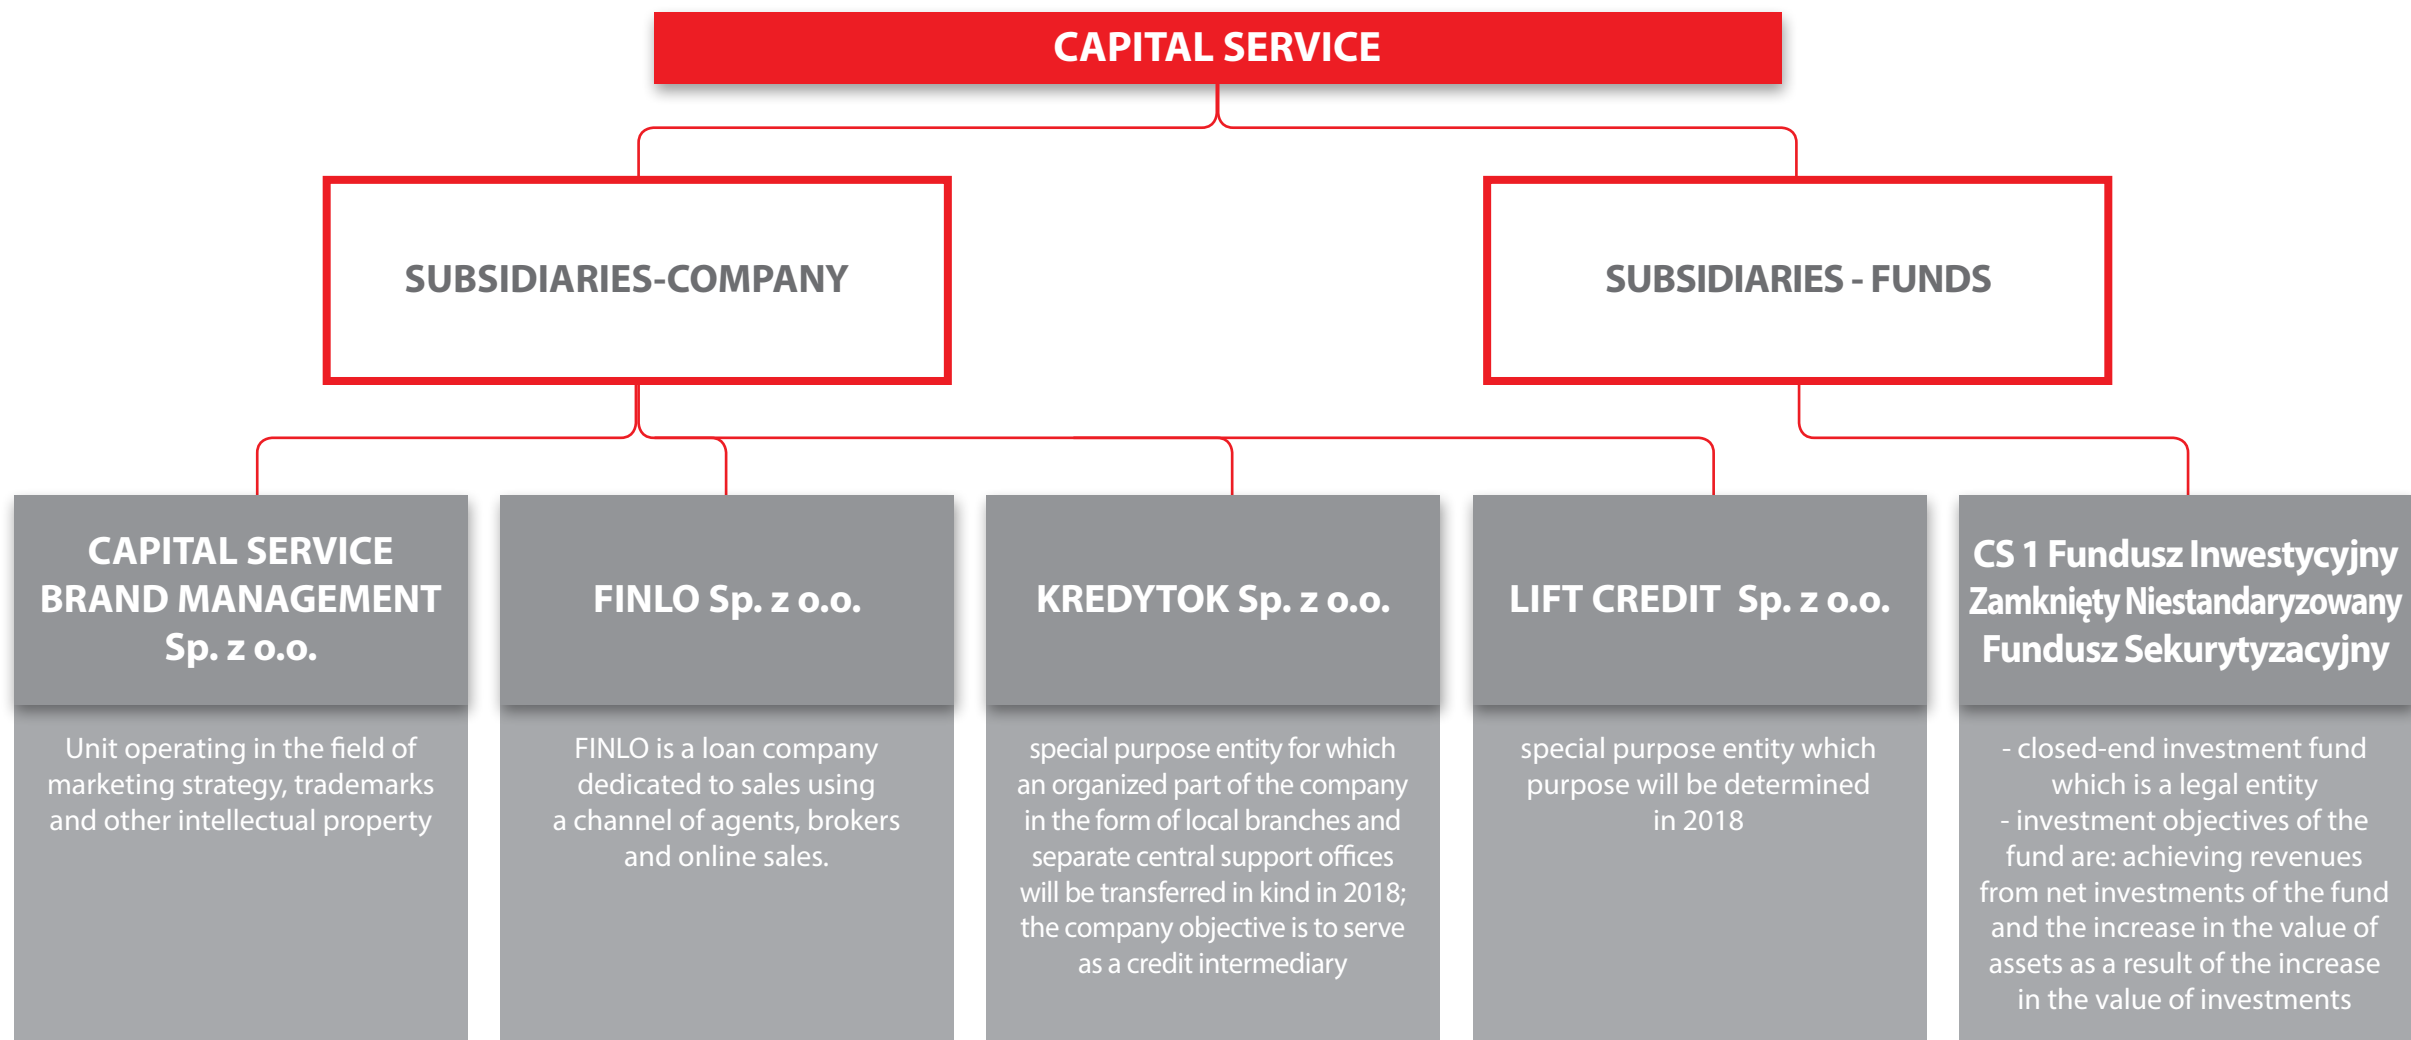 CAPITAL SERVICE
SUBSIDIARIES-COMPANY
SUBSIDIARIES - FUNDS
CAPITAL SERVICE
BRAND MANAGEMENT
Sp. z o.o.
Unit operating in the field of
marketing strategy, trademarks
and other intellectual property
FINLO Sp. z o.o.
FINLO is a loan company
dedicated to sales using
a channel of agents, brokers
and online sales.
KREDYTOK Sp. z o.o.
special purpose entity for which
an organized part of the company
in the form of local branches and
separate central support offices
will be transferred in kind in 2018;
the company objective is to serve
as a credit intermediary
LIFT CREDIT Sp. z o.o.
special purpose entity which
purpose will be determined
in 2018
CS 1 Fundusz Inwestycyjny
Zamknięty Niestandaryzowany
Fundusz Sekurytyzacyjny
- closed-end investment fund
which is a legal entity
- investment objectives of the
fund are: achieving revenues
from net investments of the fund
and the increase in the value of
assets as a result of the increase
in the value of investments